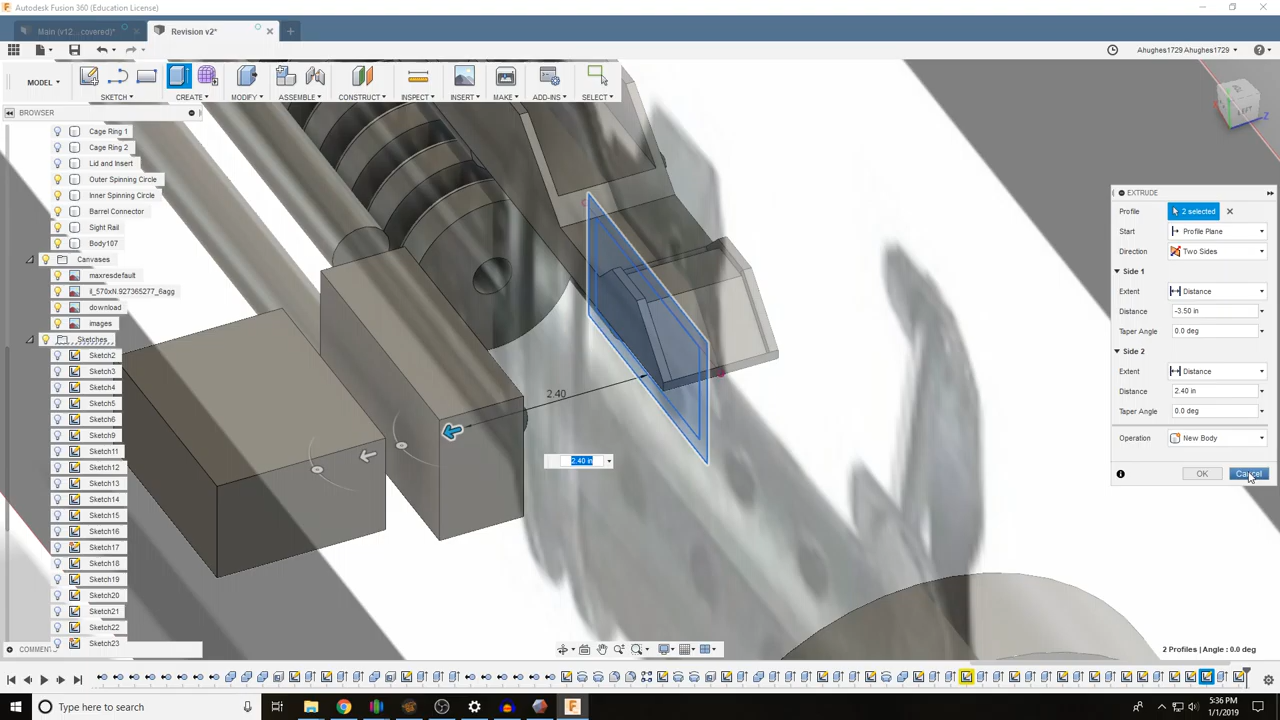 Autodesk Fusion 360 (Education License)
Main (v12...covered)*
Revision v2*
Ahughes1729 Ahughes1729
MODEL
SKETCH
CREATE
MODIFY
ASSEMBLE
CONSTRUCT
INSPECT
INSERT
MAKE
ADD-INS
SELECT
BROWSER
Cage Ring 1
Cage Ring 2
Lid and Insert
Outer Spinning Circle
Inner Spinning Circle
Barrel Connector
Sight Rail
Body107
Canvases
maxresdefault
il_570xN.927365277_6agg
download
images
Sketches
Sketch2
Sketch3
Sketch4
Sketch5
Sketch6
Sketch9
Sketch11
Sketch12
Sketch13
Sketch14
Sketch15
Sketch16
Sketch17
Sketch18
Sketch19
Sketch20
Sketch21
Sketch22
Sketch23
COMMENTS
2.40
2.40 in
EXTRUDE
Profile 2 selected
Start Profile Plane
Direction Two Sides
Side 1
Extent Distance
Distance -3.50 in
Taper Angle 0.0 deg
Side 2
Extent Distance
Distance 2.40 in
Taper Angle 0.0 deg
Operation New Body
OK Cancel
2 Profiles | Angle : 0.0 deg
Type here to search
5:36 PM
1/1/2019